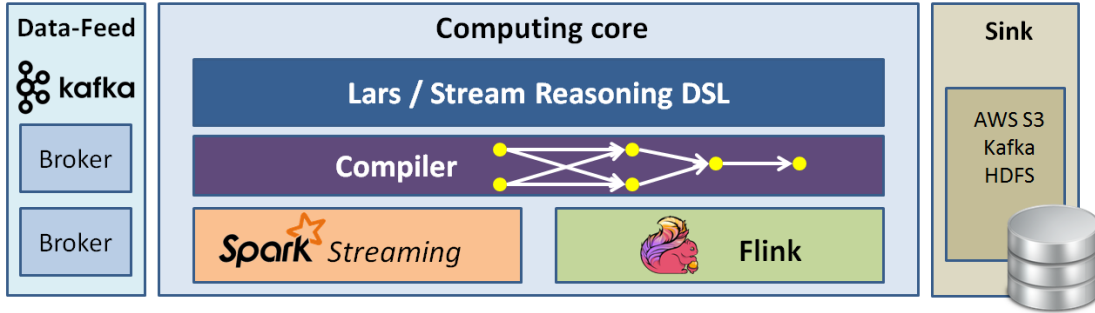 Data-Feed
kafka
Broker
Broker
Computing core
Lars / Stream Reasoning DSL
Compiler
Spark Streaming
Flink
Sink
AWS S3
Kafka
HDFS